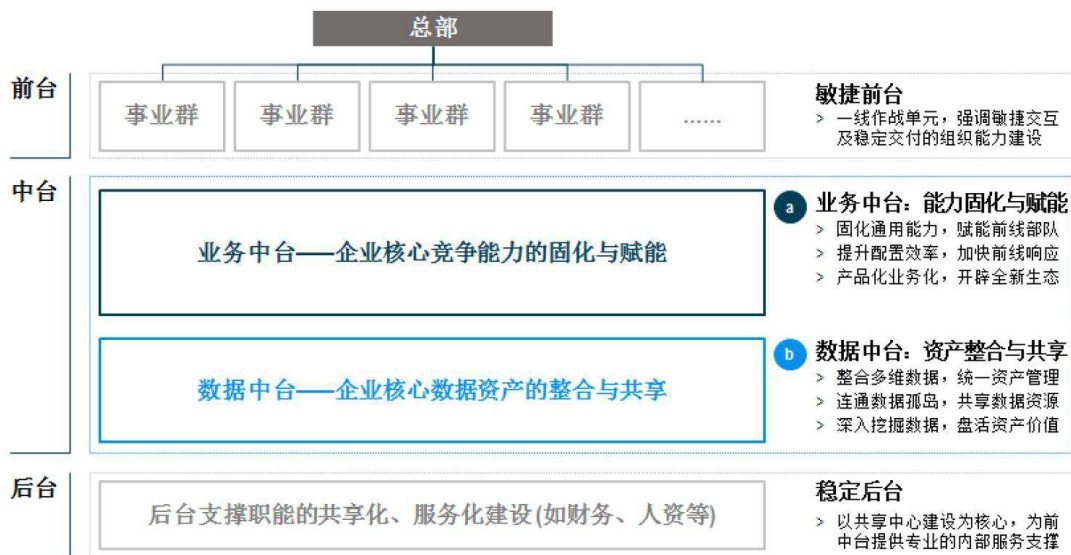 总部
前台
事业群
事业群
事业群
事业群
......
敏捷前台
> 一线作战单元，强调敏捷交互
及稳定交付的组织能力建设
中台
业务中台——企业核心竞争能力的固化与赋能
a
业务中台：能力固化与赋能
> 固化通用能力，赋能前线部队
> 提升配置效率，加快前线响应
> 产品化业务化，开辟全新生态
数据中台——企业核心数据资产的整合与共享
b
数据中台：资产整合与共享
> 整合多维数据，统一资产管理
> 连通数据孤岛，共享数据资源
> 深入挖掘数据，盘活资产价值
后台
后台支撑职能的共享化、服务化建设(如财务、人资等)
稳定后台
> 以共享中心建设为核心，为前
中台提供专业的内部服务支撑